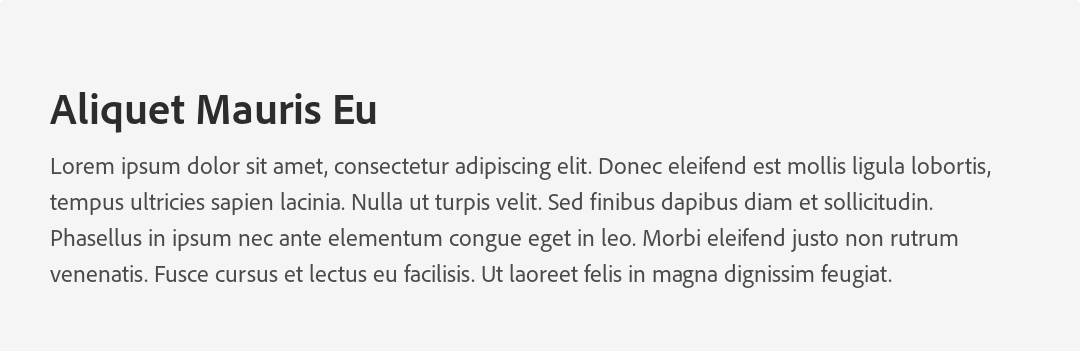 Aliquet Mauris Eu
Lorem ipsum dolor sit amet, consectetur adipiscing elit. Donec eleifend est mollis ligula lobortis,
tempus ultricies sapien lacinia. Nulla ut turpis velit. Sed finibus dapibus diam et sollicitudin.
Phasellus in ipsum nec ante elementum congue eget in leo. Morbi eleifend justo non rutrum
venenatis. Fusce cursus et lectus eu facilisis. Ut laoreet felis in magna dignissim feugiat.